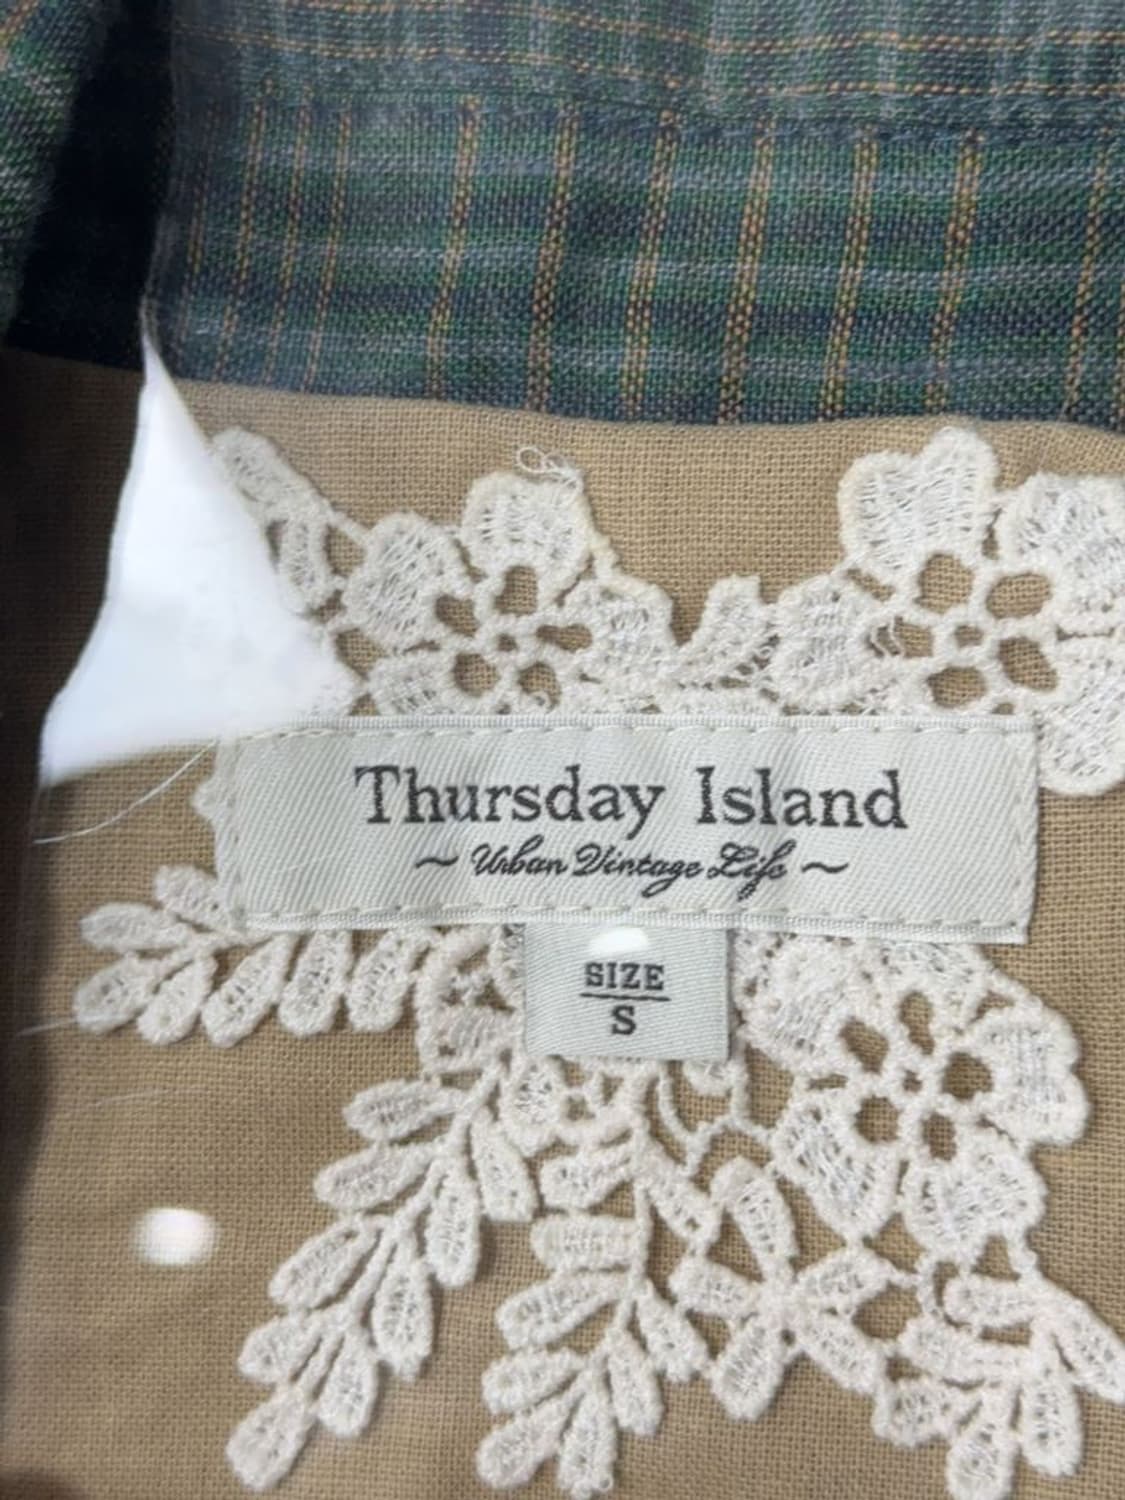 Thursday Island
~ Urban Vintage Life ~
SIZE
S